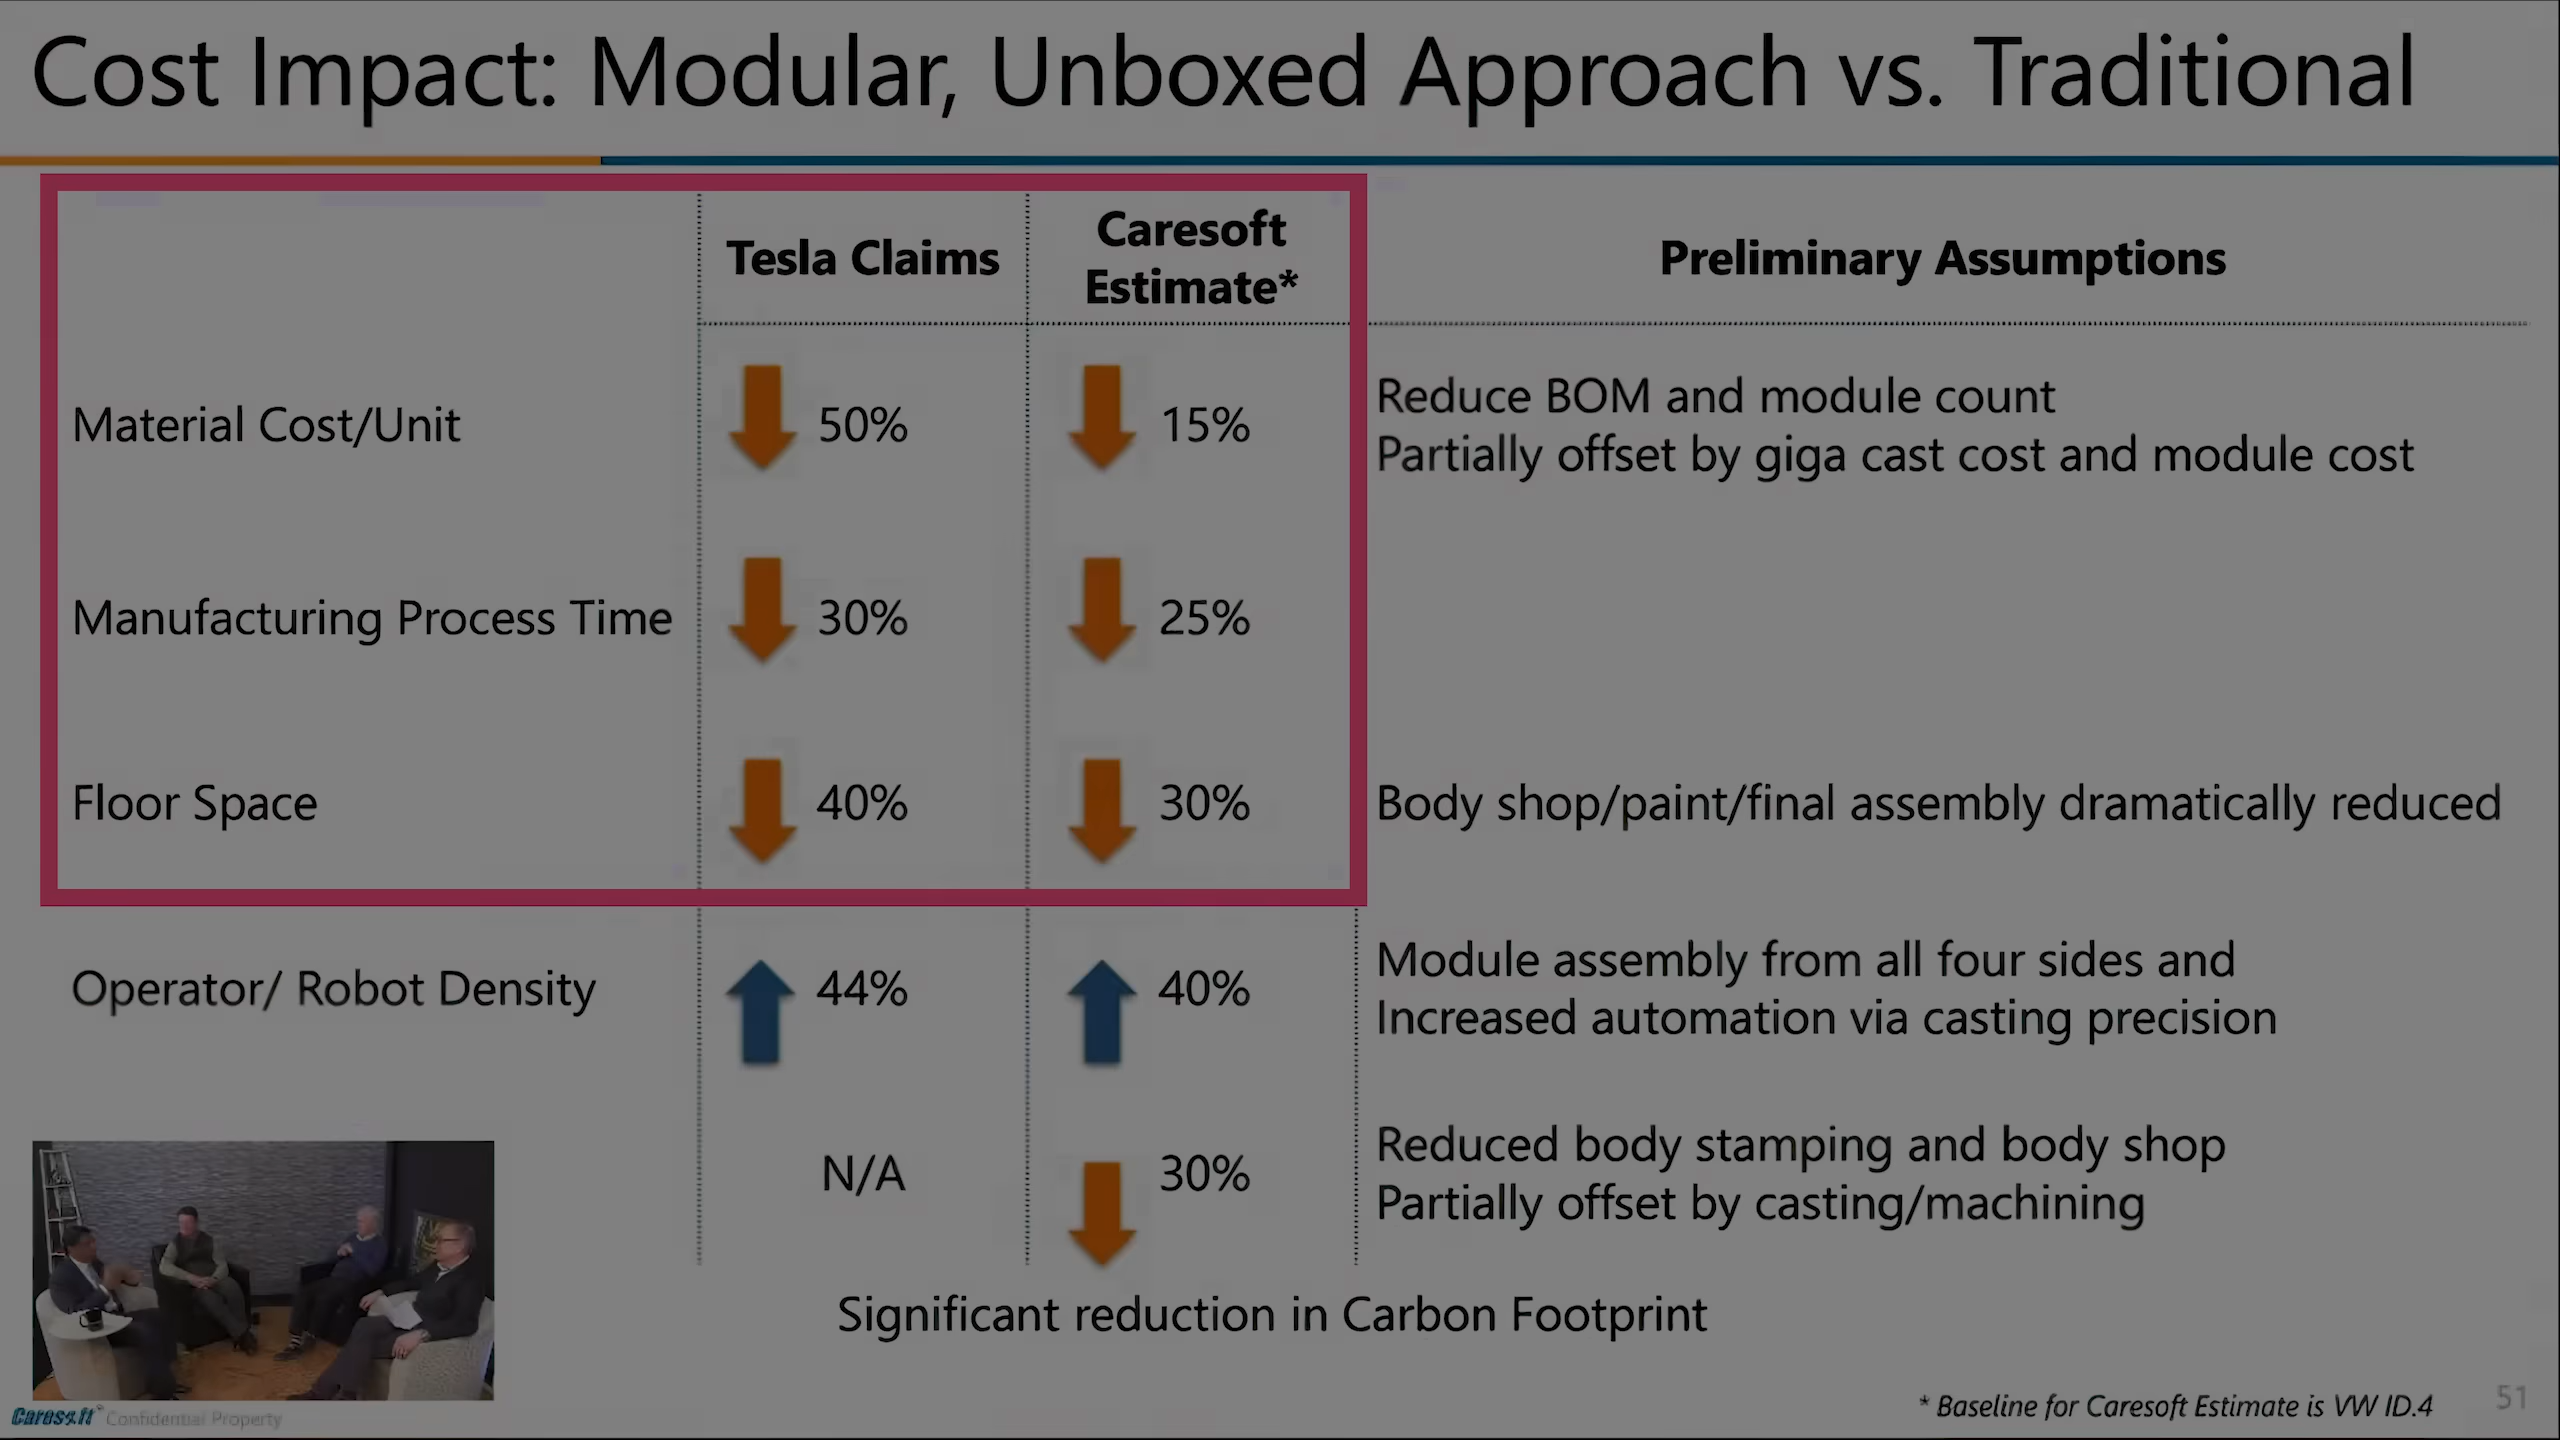 Cost Impact: Modular, Unboxed Approach vs. Traditional
Tesla Claims
Caresoft
Estimate*
Preliminary Assumptions
Material Cost/Unit
50%
15%
Reduce BOM and module count
Partially offset by giga cast cost and module cost
Manufacturing Process Time
30%
25%
Floor Space
40%
30%
Body shop/paint/final assembly dramatically reduced
Operator/ Robot Density
44%
40%
Module assembly from all four sides and
Increased automation via casting precision
N/A
30%
Reduced body stamping and body shop
Partially offset by casting/machining
Significant reduction in Carbon Footprint
Caresoft Confidential Property
* Baseline for Caresoft Estimate is VW ID.4
51